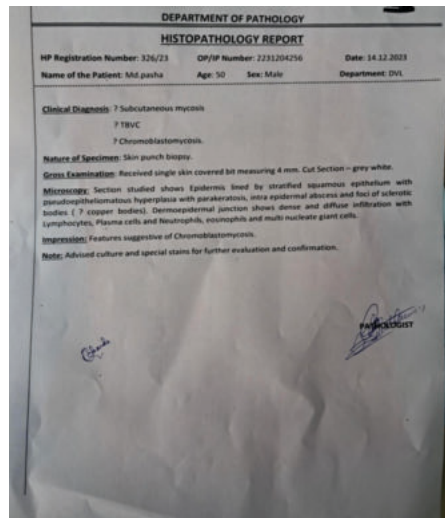 DEPARTMENT OF PATHOLOGY
HISTOPATHOLOGY REPORT
HP Registration Number: 326/23 OP/IP Number: 2231204256 Date: 14.12.2023
Name of the Patient: Md.pasha Age: 50 Sex: Male Department: DVL
Clinical Diagnosis: ? Subcutaneous mycosis
? TBVC
? Chromoblastomycosis.
Nature of Specimen: Skin punch biopsy.
Gross Examination: Received single skin covered bit measuring 4 mm. Cut Section – grey white.
Microscopy: Section studied shows Epidermis lined by stratified squamous epithelium with
pseudoepitheliomatous hyperplasia with parakeratosis, intra epidermal abscess and foci of sclerotic
bodies ( ? copper bodies). Dermoepidermal junction shows dense and diffuse infiltration with
Lymphocytes, Plasma cells and Neutrophils, eosinophils and multi nucleate giant cells.
Impression: Features suggestive of Chromoblastomycosis.
Note: Advised culture and special stains for further evaluation and confirmation.
PATHOLOGIST